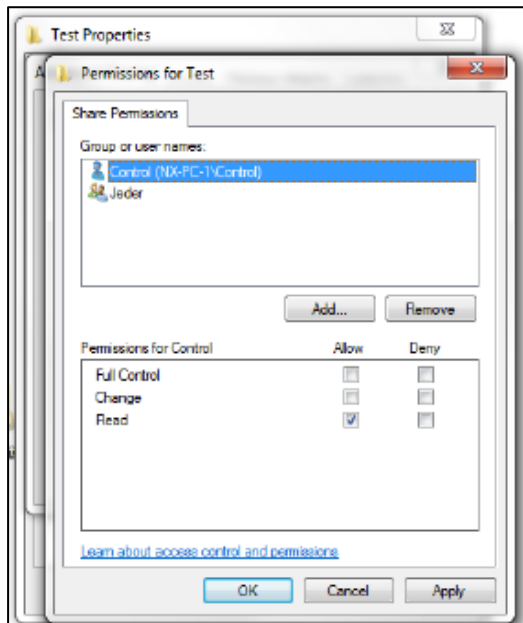 Test Properties
Permissions for Test
Share Permissions
Group or user names:
Control (NX-PC-1\Control)
Jeder
Add... Remove
Permissions for Control Allow Deny
Full Control
Change
Read
Learn about access control and permissions
OK Cancel Apply